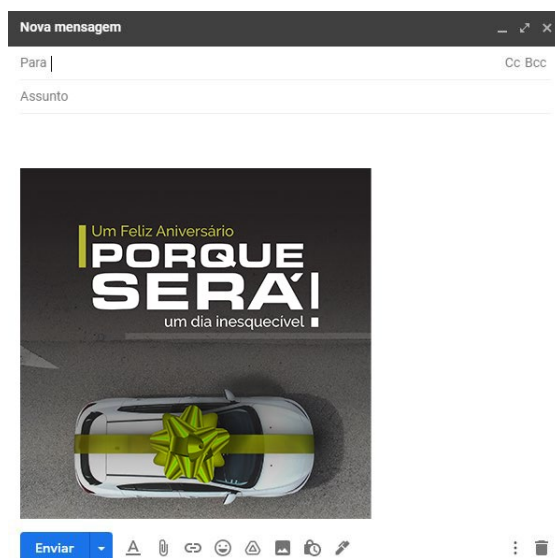 Nova mensagem
Para
Cc Bcc
Assunto
Um Feliz Aniversário
PORQUE
SERÁ!
um dia inesquecível
Enviar